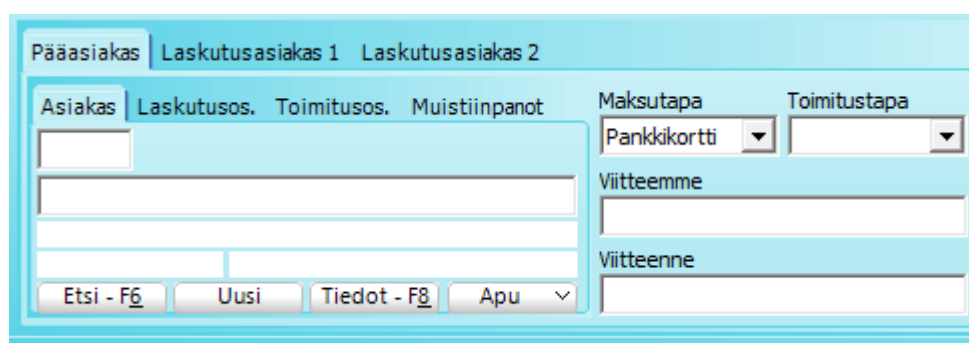 Pääasiakas Laskutusasiakas 1 Laskutusasiakas 2
Asiakas Laskutusos. Toimitusos. Muistiinpanot
Maksutapa Toimitustapa
Pankkikortti
Viitteemme
Viitteenne
Etsi - F6 Uusi Tiedot - F8 Apu